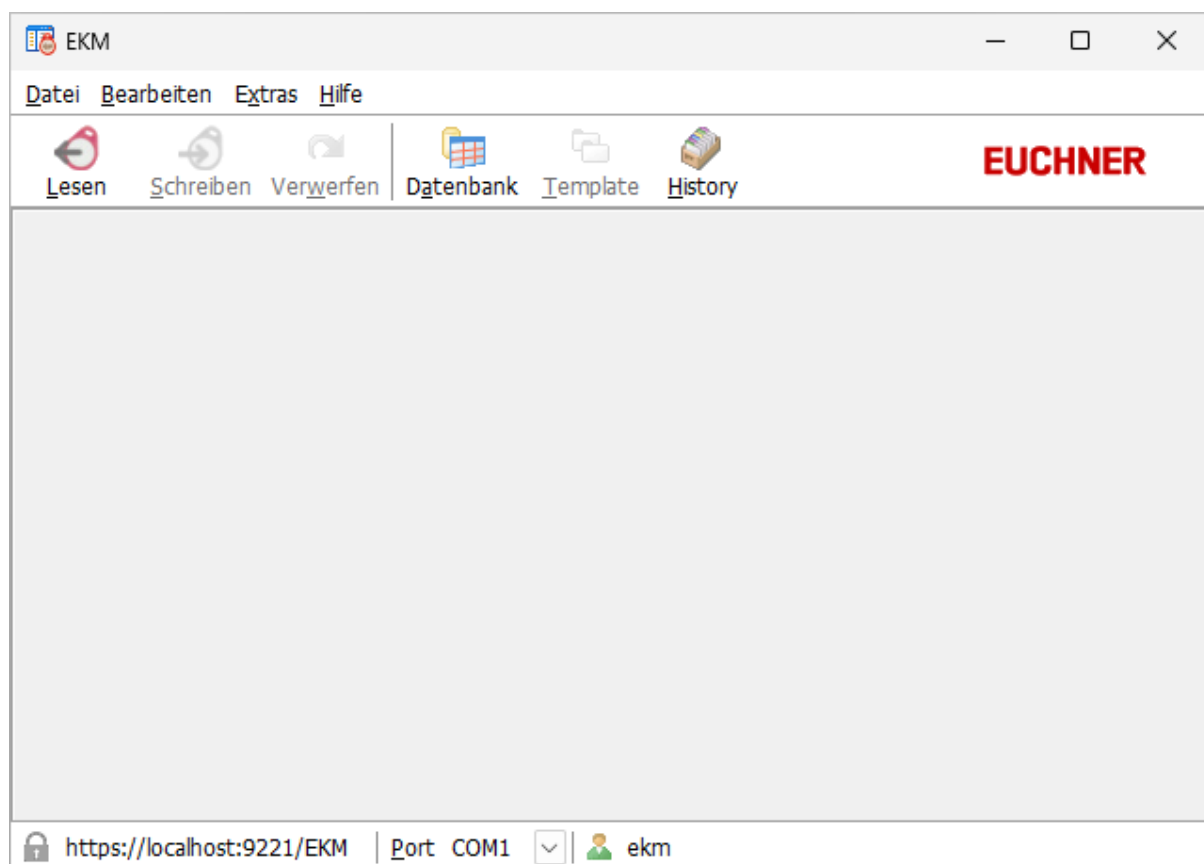 EKM
Datei Bearbeiten Extras Hilfe
Lesen Schreiben Verwerfen Datenbank Template History EUCHNER
https://localhost:9221/EKM Port COM1 ekm